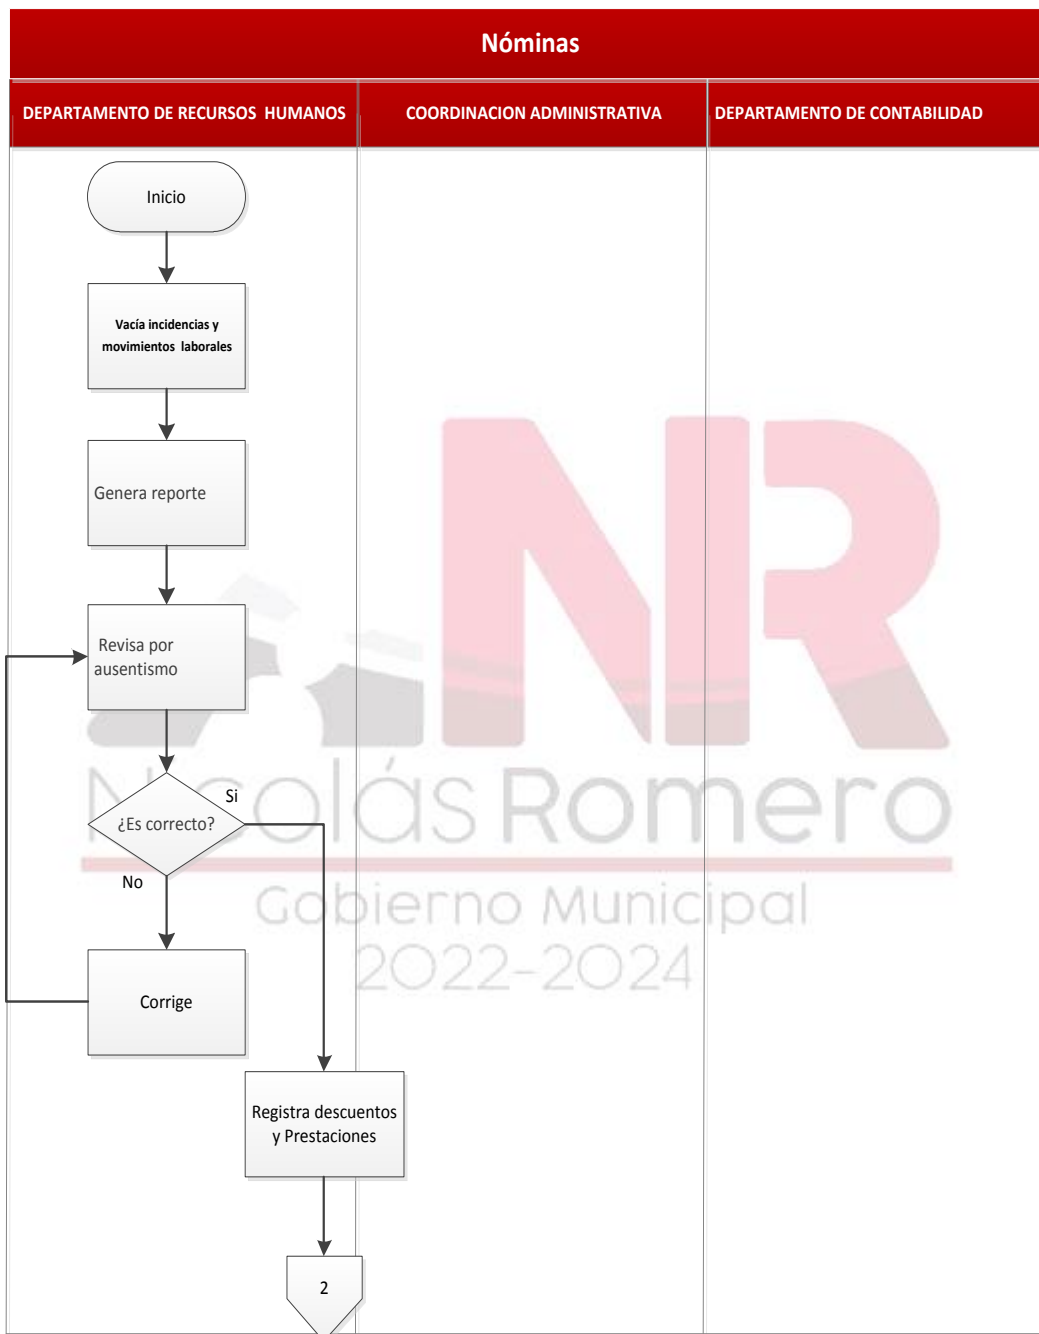 Nóminas
DEPARTAMENTO DE RECURSOS HUMANOS
COORDINACION ADMINISTRATIVA
DEPARTAMENTO DE CONTABILIDAD
Inicio
Vacía incidencias y
movimientos laborales
Genera reporte
Revisa por
ausentismo
NR
Si
¿Es correcto?
No
Nicolás Romero
Gobierno Municipal
2022-2024
Corrige
Registra descuentos
y Prestaciones
2